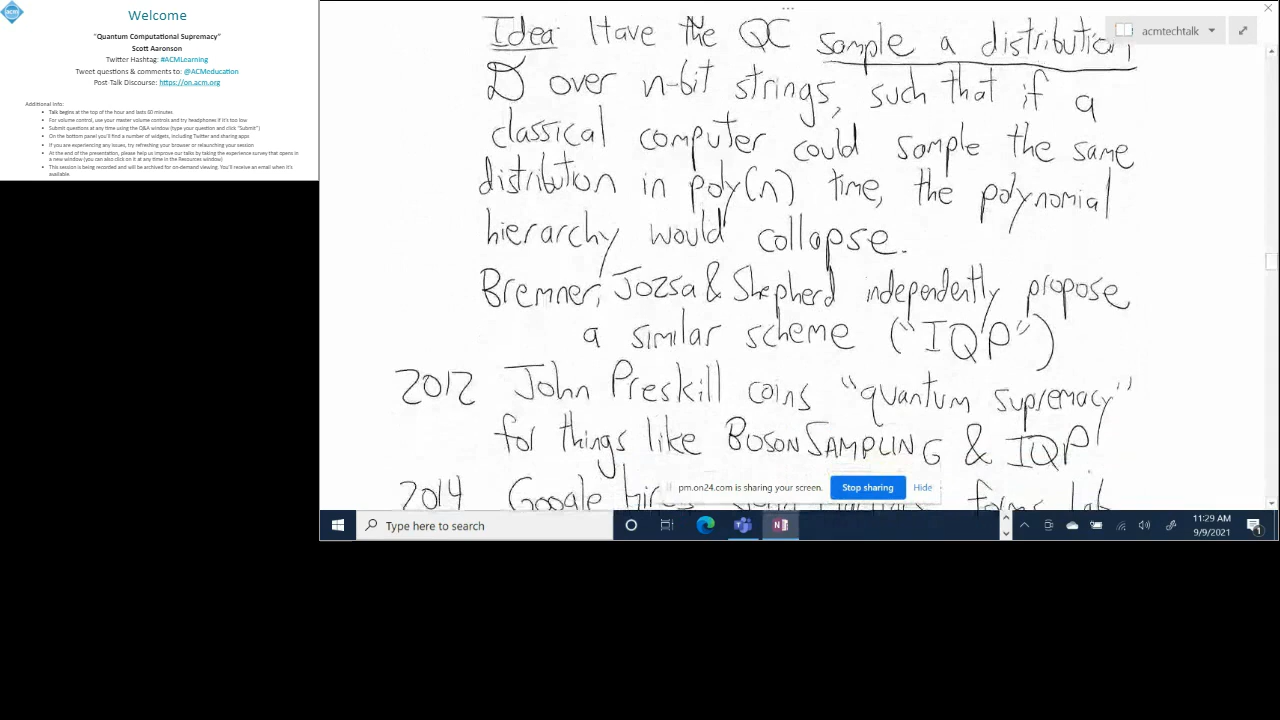 acm
Welcome
"Quantum Computational Supremacy"
Scott Aaronson
Twitter Hashtag: #ACMLearning
Tweet questions & comments to: @ACMeducation
Post-Talk Discourse: https://on.acm.org
Additional Info:
• Talk begins at the top of the hour and lasts 60 minutes
• For volume control, use your master volume controls and try headphones if it's too low
• Submit questions at any time using the Q&A window (type your question and click "Submit")
• On the bottom panel you'll find a number of widgets, including Twitter and sharing apps
• If you are experiencing any issues, try refreshing your browser or relaunching your session
• At the end of the presentation, please help us improve our talks by taking the experience survey that opens in
a new window (you can also click on it at any time in the Resources window)
• This session is being recorded and will be archived for on-demand viewing. You'll receive an email when it's
available.
acmtechtalk
Idea: Have the QC sample a distribution
D over n-bit strings, such that if a
classical computer could sample the same
distribution in poly(n) time, the polynomial
hierarchy would collapse.
Bremner, Jozsa & Shepherd independently propose
a similar scheme ("IQP")
2012 John Preskill coins "quantum supremacy"
for things like BOSONSAMPLING & IQP
2014 Google hires forms lab
pm.on24.com is sharing your screen. Stop sharing Hide
Type here to search
11:29 AM
9/9/2021
1